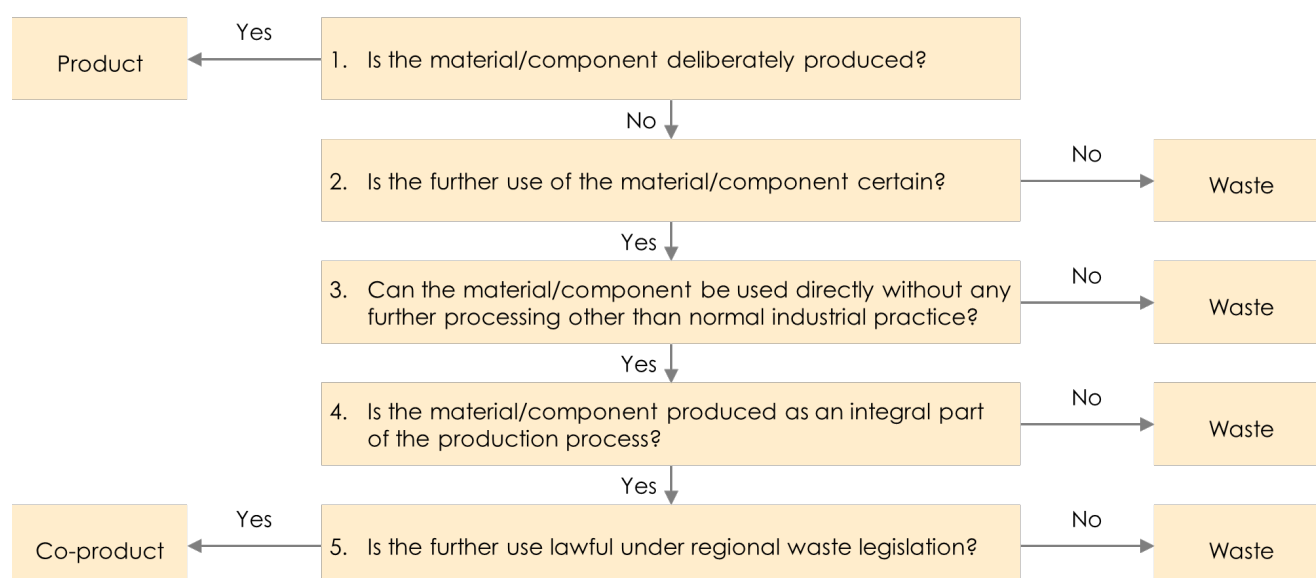 Yes
Product
1. Is the material/component deliberately produced?
No
No
2. Is the further use of the material/component certain?
Waste
Yes
No
3. Can the material/component be used directly without any
further processing other than normal industrial practice?
Waste
Yes
No
4. Is the material/component produced as an integral part
of the production process?
Waste
Yes
Yes
No
Co-product
5. Is the further use lawful under regional waste legislation?
Waste